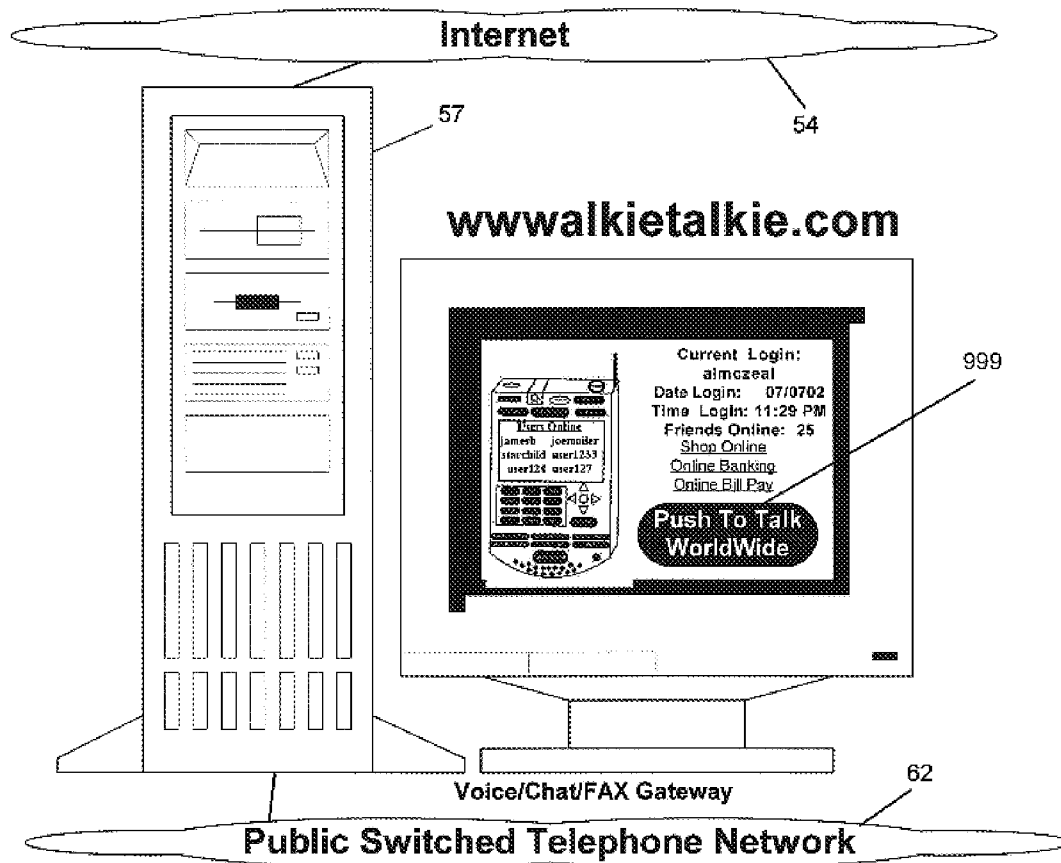 Internet
57
54
wwwalkietalkie.com
Current Login:
almczeal
Date Login: 07/0702
Time Login: 11:29 PM
Friends Online: 25
Shop Online
Online Banking
Online Bill Pay
Push To Talk
WorldWide
999
Users Online
jamesb joemiller
starchild user1233
user124 user127
Voice/Chat/FAX Gateway
62
Public Switched Telephone Network